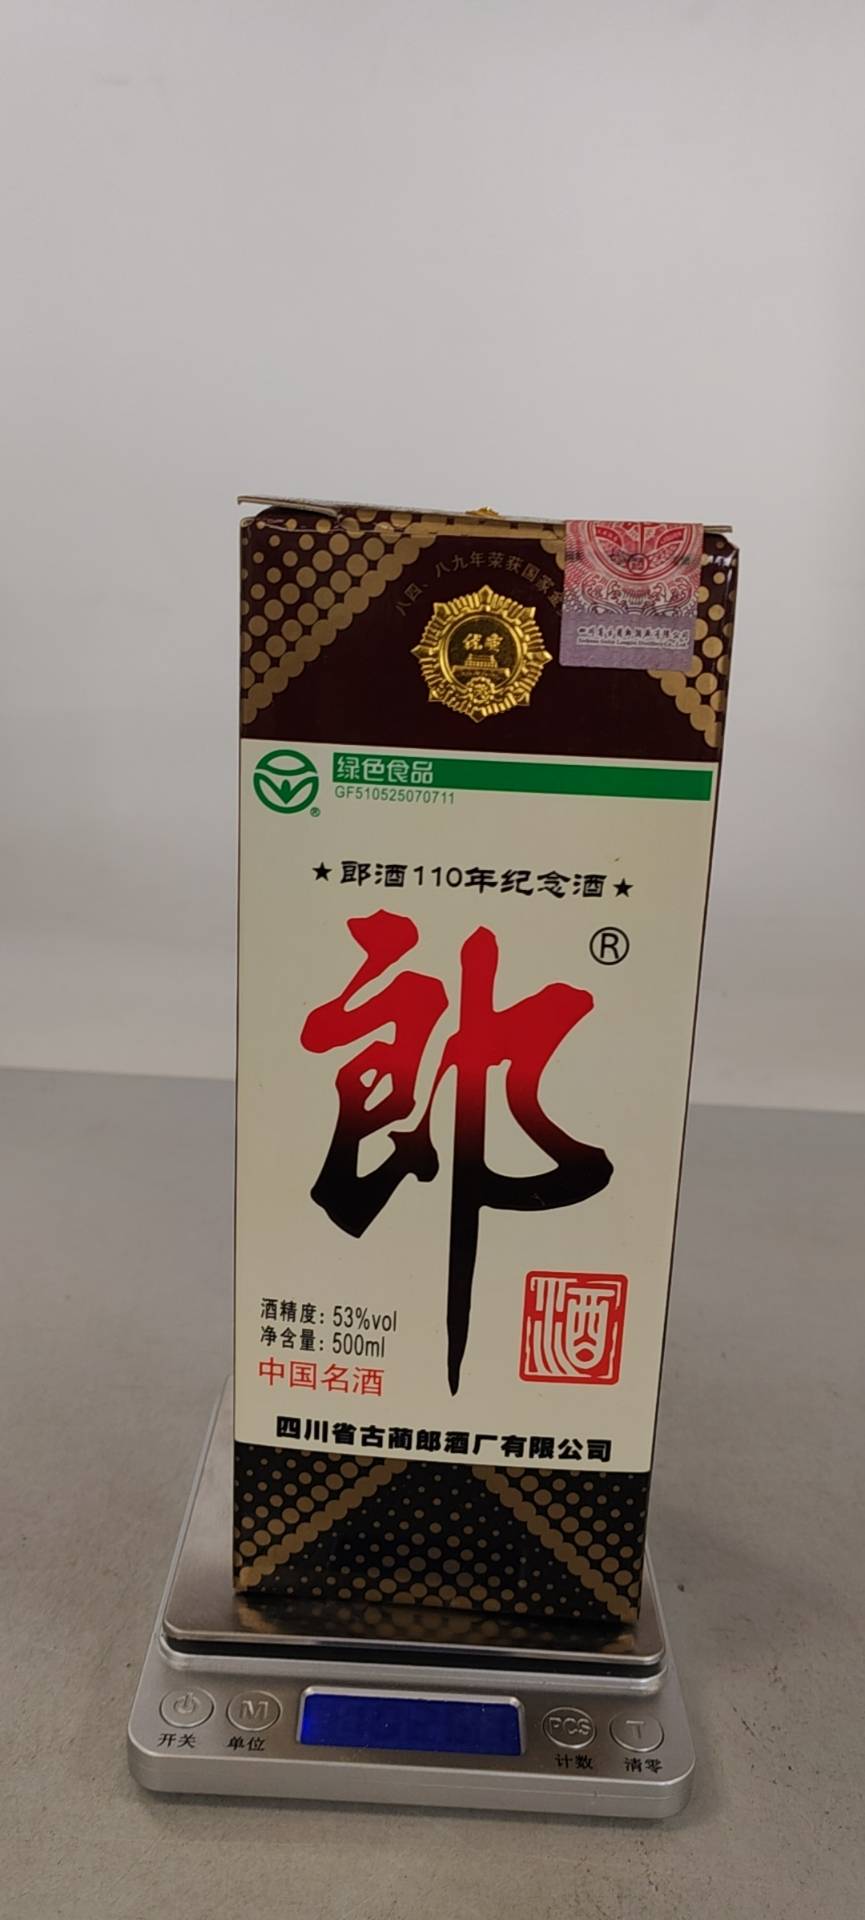 八四、八九年荣获国家金
优质
绿色食品
GF510525070711
®
★郎酒110年纪念酒★
郎®
酒
酒精度：53%vol
净含量：500ml
中国名酒
四川省古蔺郎酒厂有限公司
M
PCS
T
开关
单位
计数
清零